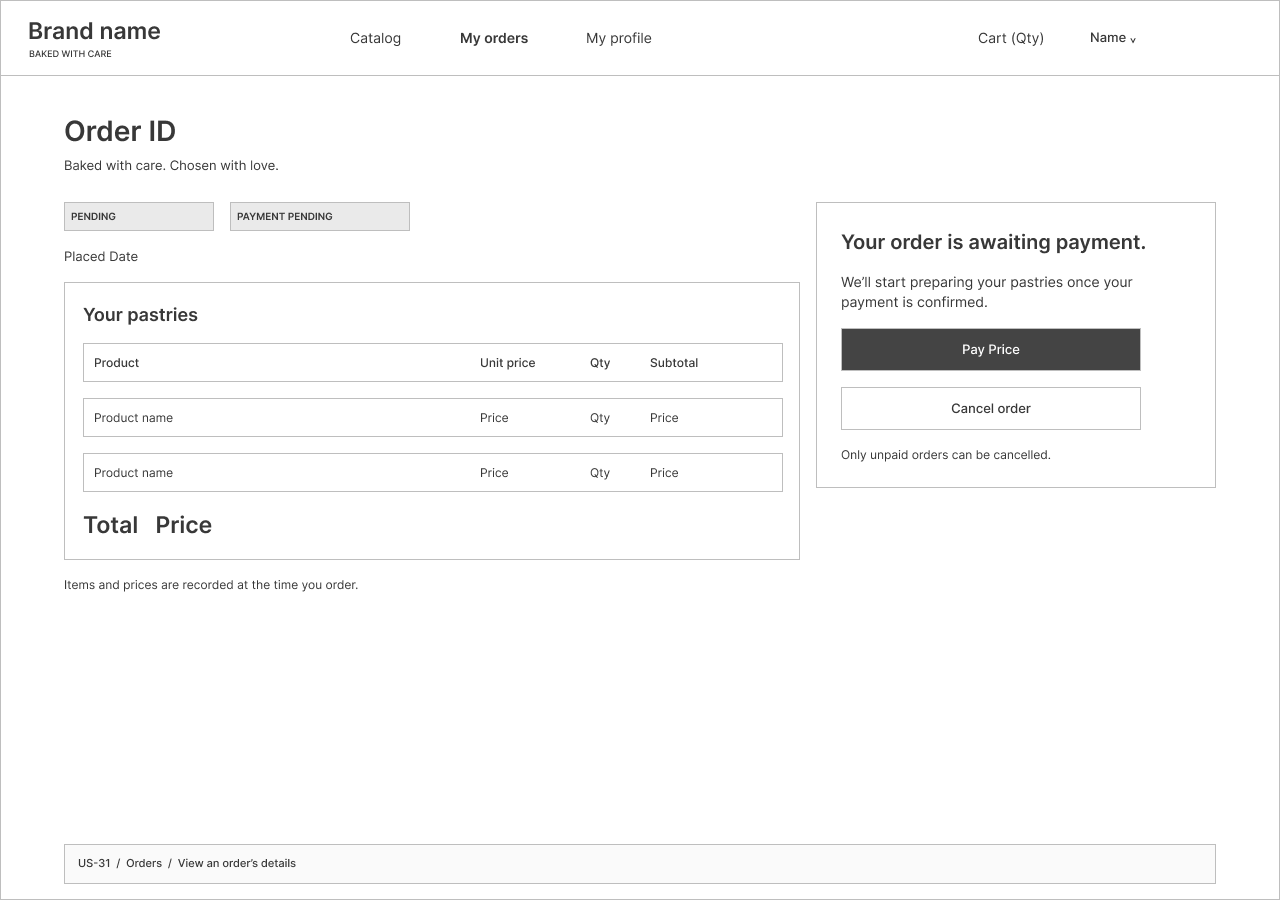 Brand name
BAKED WITH CARE
Catalog
My orders
My profile
Cart (Qty)
Name v
Order ID
Baked with care. Chosen with love.
PENDING
PAYMENT PENDING
Placed Date
Your pastries
Product Unit price Qty Subtotal
Product name Price Qty Price
Product name Price Qty Price
Total Price
Items and prices are recorded at the time you order.
Your order is awaiting payment.
We’ll start preparing your pastries once your
payment is confirmed.
Pay Price
Cancel order
Only unpaid orders can be cancelled.
US-31 / Orders / View an order’s details